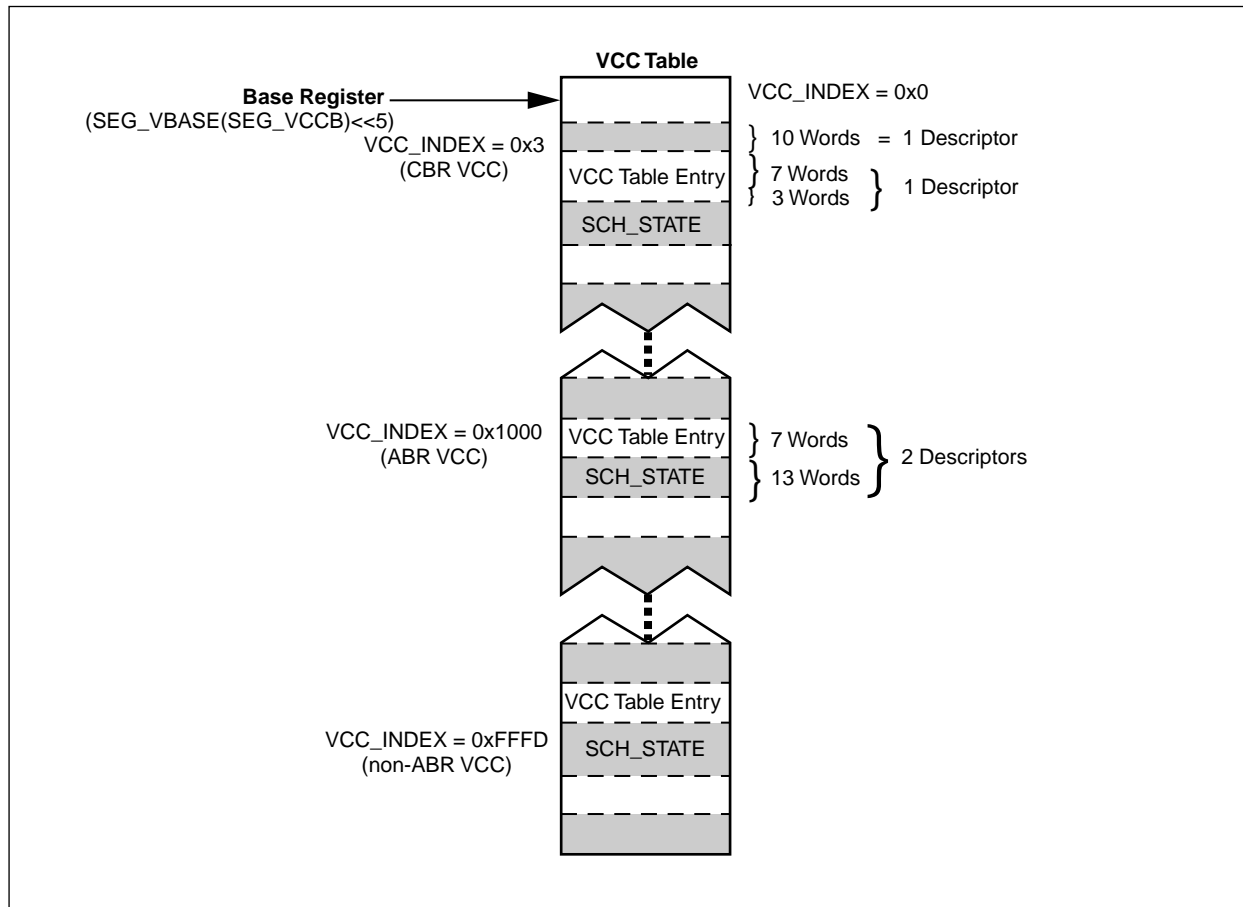 VCC Table
Base Register
(SEG_VBASE(SEG_VCCB)<<5)
VCC_INDEX = 0x0
VCC_INDEX = 0x3
(CBR VCC)
} 10 Words = 1 Descriptor
VCC Table Entry
} 7 Words
} 3 Words
} 1 Descriptor
SCH_STATE
VCC_INDEX = 0x1000
(ABR VCC)
VCC Table Entry
} 7 Words
SCH_STATE
} 13 Words
} 2 Descriptors
VCC Table Entry
VCC_INDEX = 0xFFFD
(non-ABR VCC)
SCH_STATE